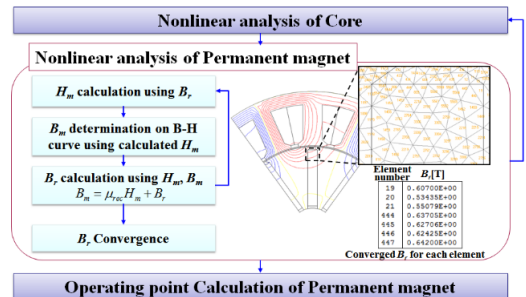 Nonlinear analysis of Core
Nonlinear analysis of Permanent magnet
Hm calculation using Br
Bm determination on B-H
curve using calculated Hm
Br calculation using Hm, Bm
Bm = μrec Hm + Br
Br Convergence
Element
number Br[T]
19 0.60700E+00
20 0.53435E+00
21 0.55079E+00
444 0.63705E+00
445 0.62706E+00
446 0.62425E+00
447 0.64200E+00
Converged Br for each element
Operating point Calculation of Permanent magnet